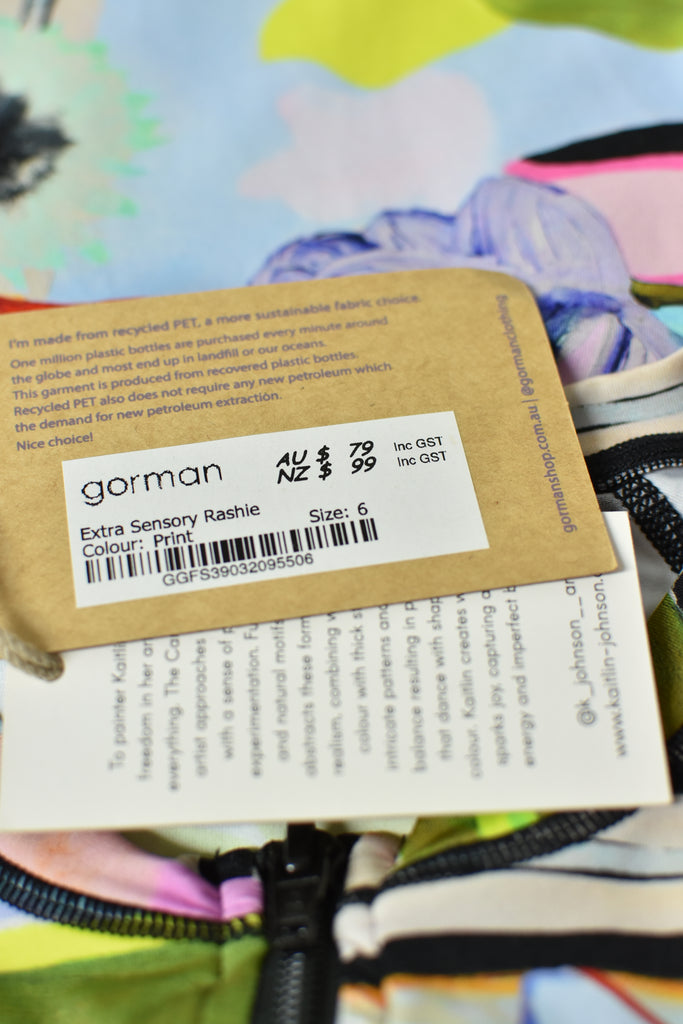 I'm made from recycled PET, a more sustainable fabric choice.
One million plastic bottles are purchased every minute around
the globe and most end up in landfill or our oceans.
This garment is produced from recovered plastic bottles.
Recycled PET also does not require any new petroleum which
the demand for new petroleum extraction.
Nice choice!
gormanshop.com.au | @gormanclothing
gorman
AU $ 79 Inc GST
NZ $ 99 Inc GST
Extra Sensory Rashie
Colour: Print Size: 6
GGFS39032095506
To painter Kaitli
freedom in her ar
everything. The Ca
artist approaches
with a sense of
experimentation. Fu
and natural motifs
abstracts these form
realism, combining
colour with thick
intricate patterns and
balance resulting in
that dance with shap
colour. Kaitlin creates
sparks joy, capturing
energy and imperfect
@k_johnson__ar
www.kaitlin-johnson.